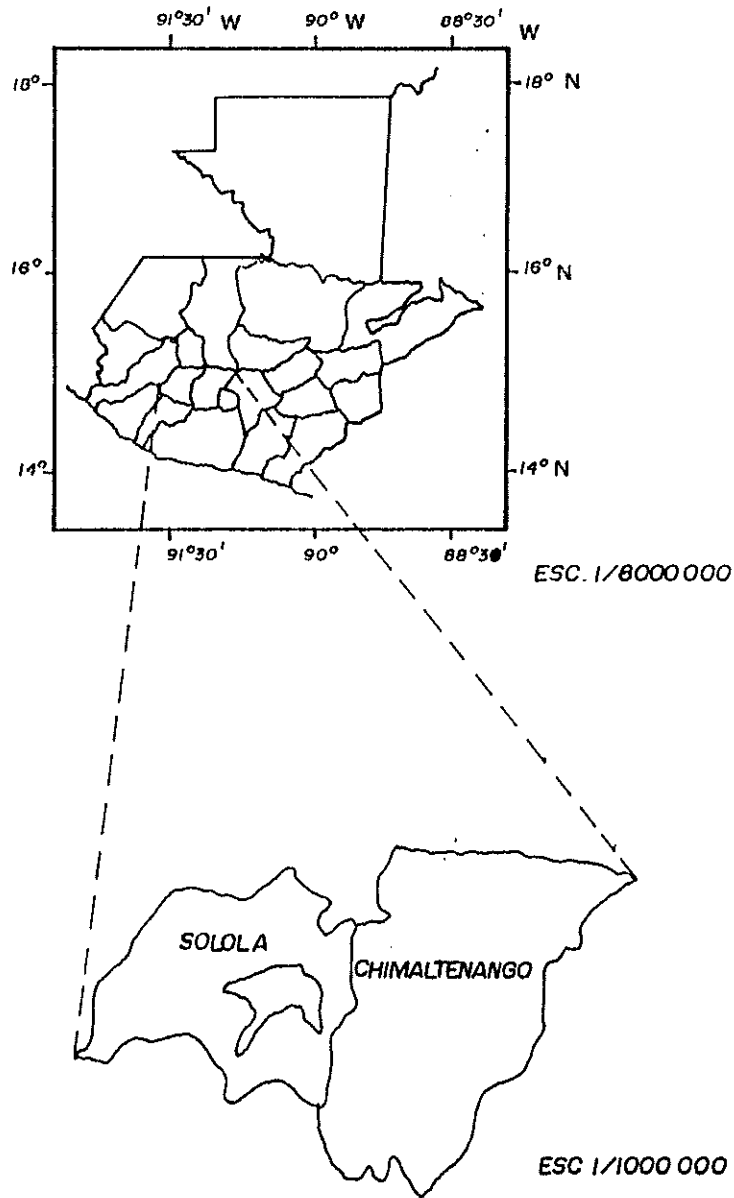 91°30' W 90° W 88°30' W
18° 18° N
16° 16° N
14° 14° N
91°30' 90° 88°30'
ESC. 1/8000000
SOLOLA
CHIMALTENANGO
ESC 1/1000 000